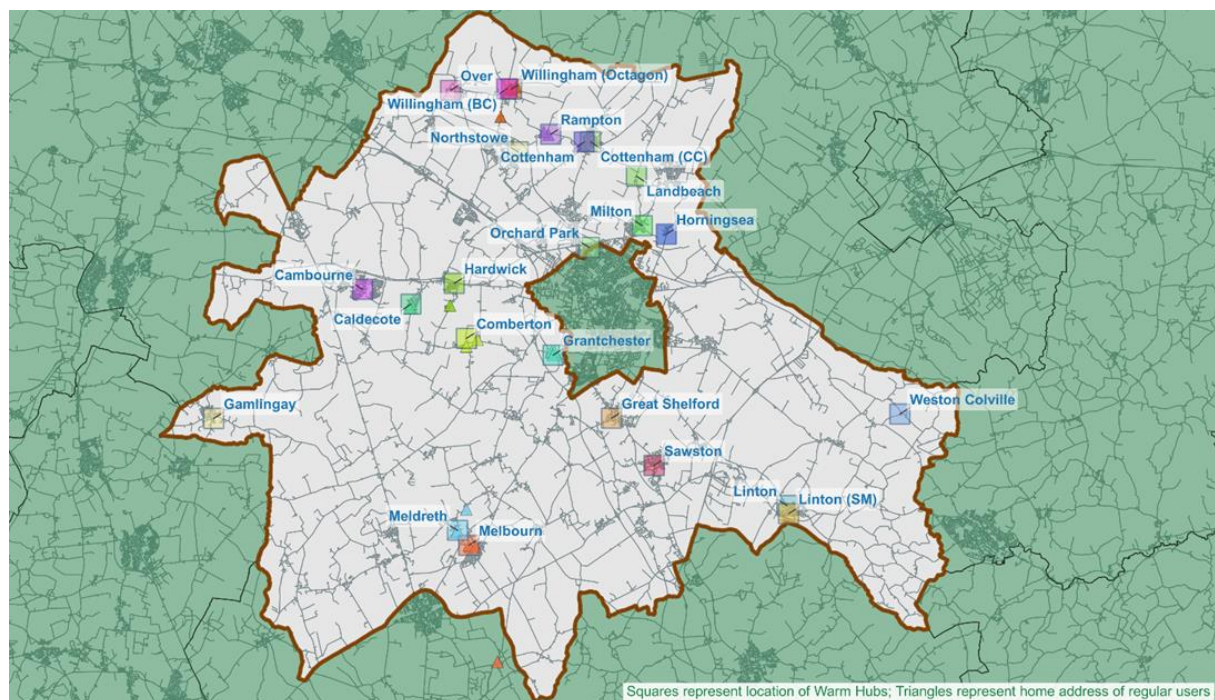 Over
Willingham (Octagon)
Willingham (BC)
Rampton
Northstowe
Cottenham
Cottenham (CC)
Landbeach
Milton
Horningsea
Orchard Park
Cambourne
Hardwick
Caldecote
Comberton
Grantchester
Gamlingay
Great Shelford
Weston Colville
Sawston
Linton
Linton (SM)
Meldreth
Melbourn
Squares represent location of Warm Hubs; Triangles represent home address of regular users